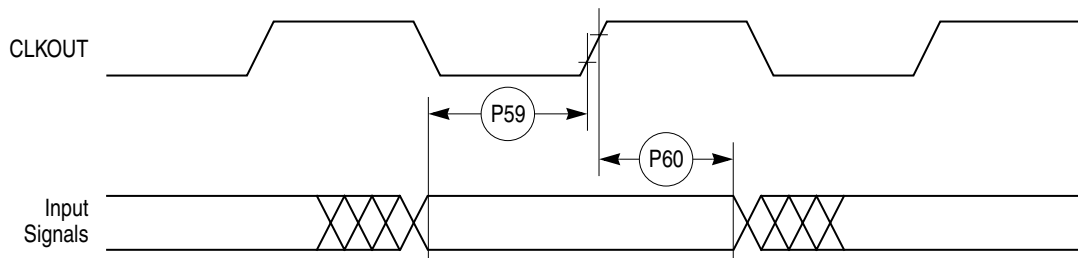 CLKOUT
P59
P60
Input
Signals